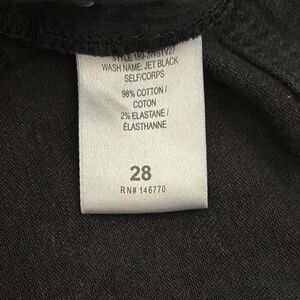 WASH NAME: JET BLACK
SELF/CORPS
98% COTTON /
COTON
2% ELASTANE /
ÉLASTHANNE
28
RN# 146770